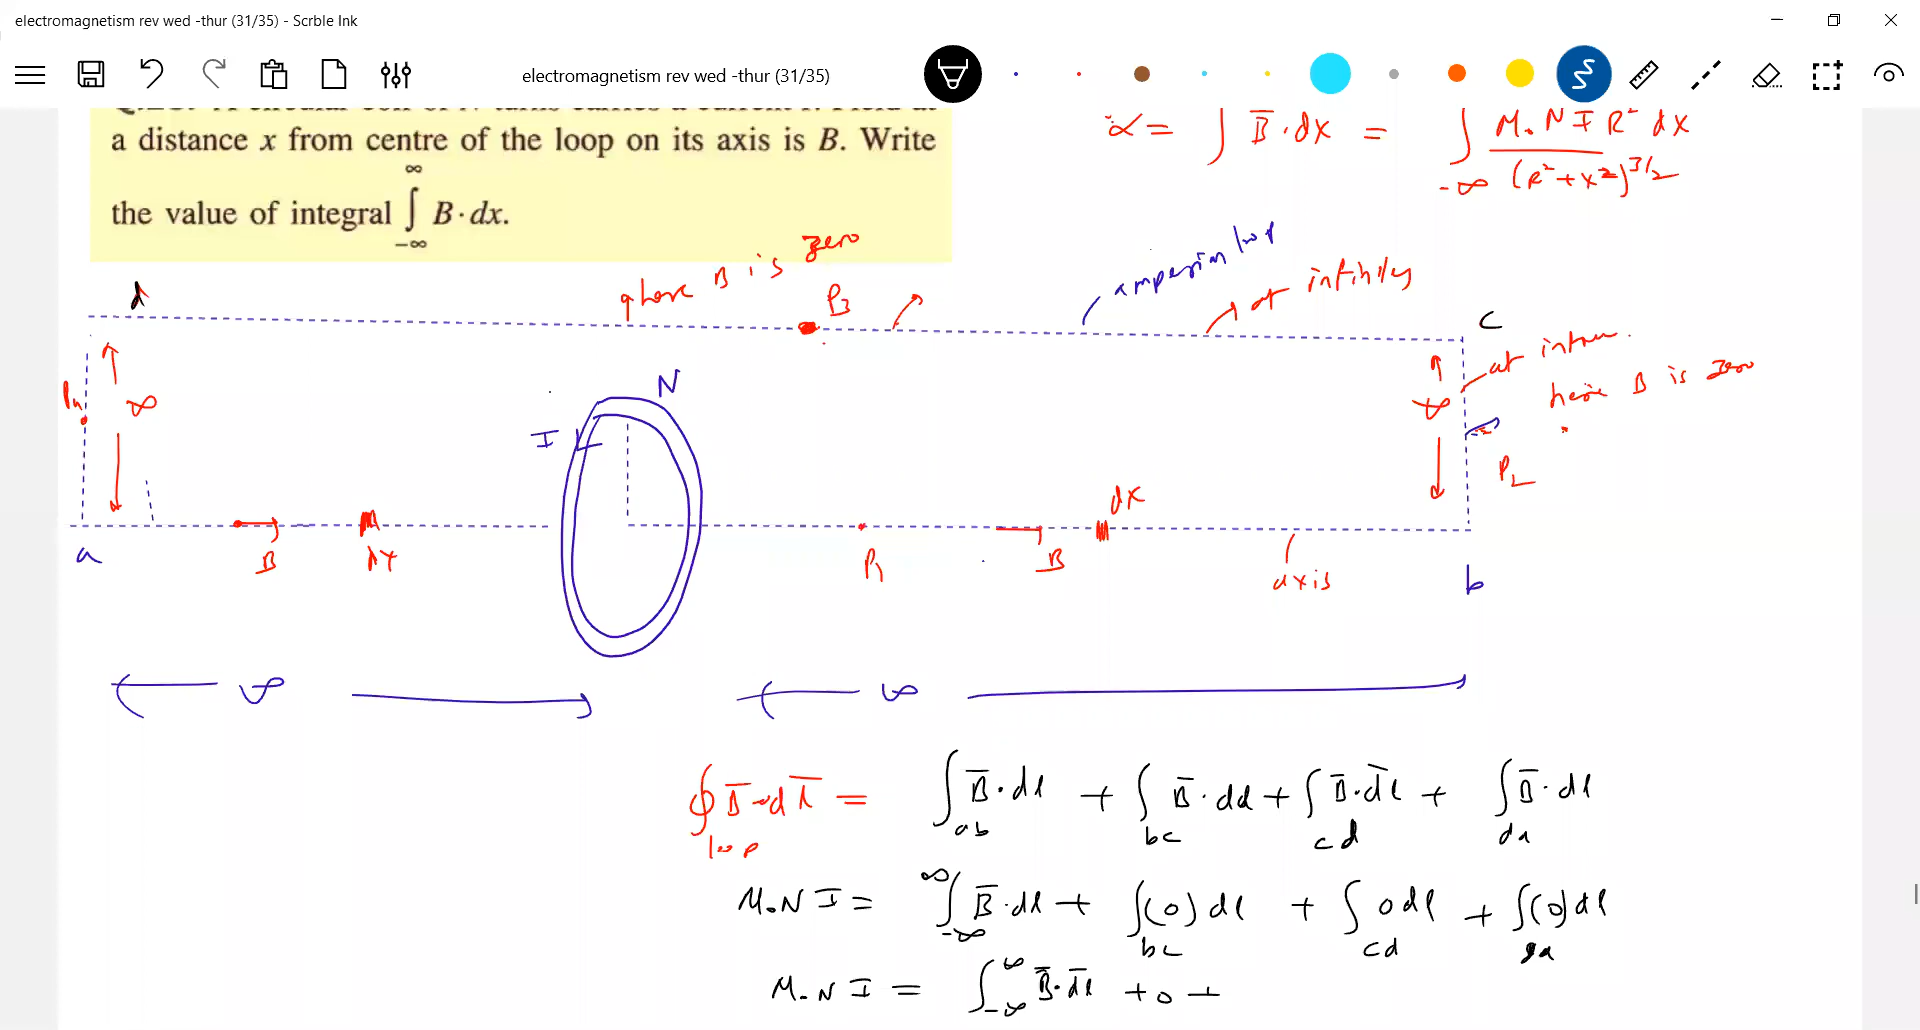 electromagnetism rev wed -thur (31/35) - Scrble Ink
electromagnetism rev wed -thur (31/35)
a distance x from centre of the loop on its axis is B. Write
the value of integral ∫_{-∞}^{∞} B·dx.
α = ∫ B̄·dx = ∫_{-∞} μ₀NIR² dx / (R²+x²)^{3/2}
where B is zero
amperian loop
at infinity
d
P3
c
at
here B is zero
∞
N
I
∞
P2
dx
a
B
dx
P1
B
axis
b
∞
∞
∮_{loop} B̄·dl̄ = ∫_{ab} B̄·dl + ∫_{bc} B̄·dl + ∫_{cd} B̄·dl + ∫_{da} B̄·dl
μ₀NI = ∫_{-∞}^{∞} B̄·dl + ∫_{bc} (0) dl + ∫_{cd} 0 dl + ∫_{da} (0) dl
μ₀NI = ∫_{-∞}^{∞} B̄·dl + 0 +